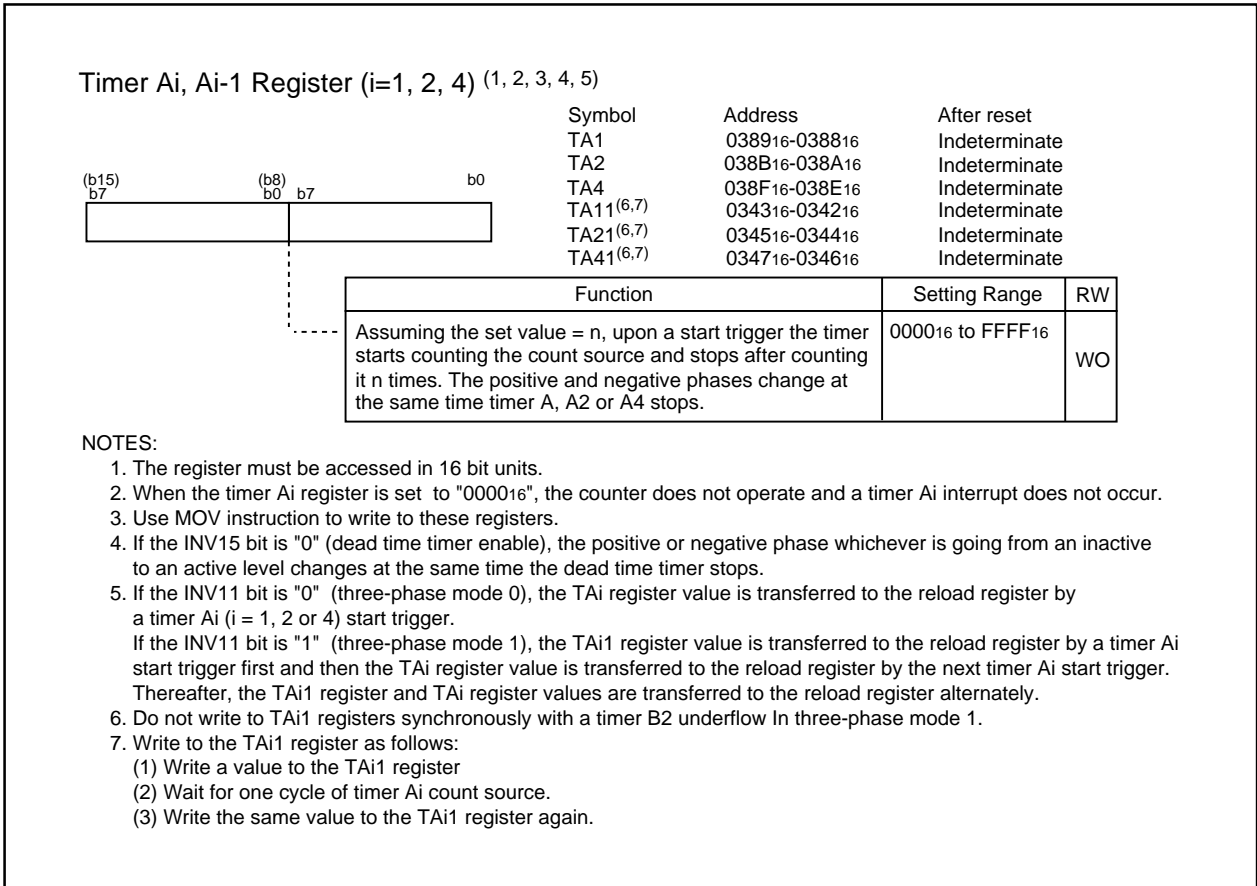 Timer Ai, Ai-1 Register (i=1, 2, 4) (1, 2, 3, 4, 5)
Symbol Address After reset
TA1 038916-038816 Indeterminate
TA2 038B16-038A16 Indeterminate
TA4 038F16-038E16 Indeterminate
TA11(6,7) 034316-034216 Indeterminate
TA21(6,7) 034516-034416 Indeterminate
TA41(6,7) 034716-034616 Indeterminate
(b15) (b8)
b7 b0 b7 b0
Function Setting Range RW
Assuming the set value = n, upon a start trigger the timer 000016 to FFFF16
starts counting the count source and stops after counting
it n times. The positive and negative phases change at WO
the same time timer A, A2 or A4 stops.
NOTES:
1. The register must be accessed in 16 bit units.
2. When the timer Ai register is set to "000016", the counter does not operate and a timer Ai interrupt does not occur.
3. Use MOV instruction to write to these registers.
4. If the INV15 bit is "0" (dead time timer enable), the positive or negative phase whichever is going from an inactive
to an active level changes at the same time the dead time timer stops.
5. If the INV11 bit is "0" (three-phase mode 0), the TAi register value is transferred to the reload register by
a timer Ai (i = 1, 2 or 4) start trigger.
If the INV11 bit is "1" (three-phase mode 1), the TAi1 register value is transferred to the reload register by a timer Ai
start trigger first and then the TAi register value is transferred to the reload register by the next timer Ai start trigger.
Thereafter, the TAi1 register and TAi register values are transferred to the reload register alternately.
6. Do not write to TAi1 registers synchronously with a timer B2 underflow In three-phase mode 1.
7. Write to the TAi1 register as follows:
(1) Write a value to the TAi1 register
(2) Wait for one cycle of timer Ai count source.
(3) Write the same value to the TAi1 register again.